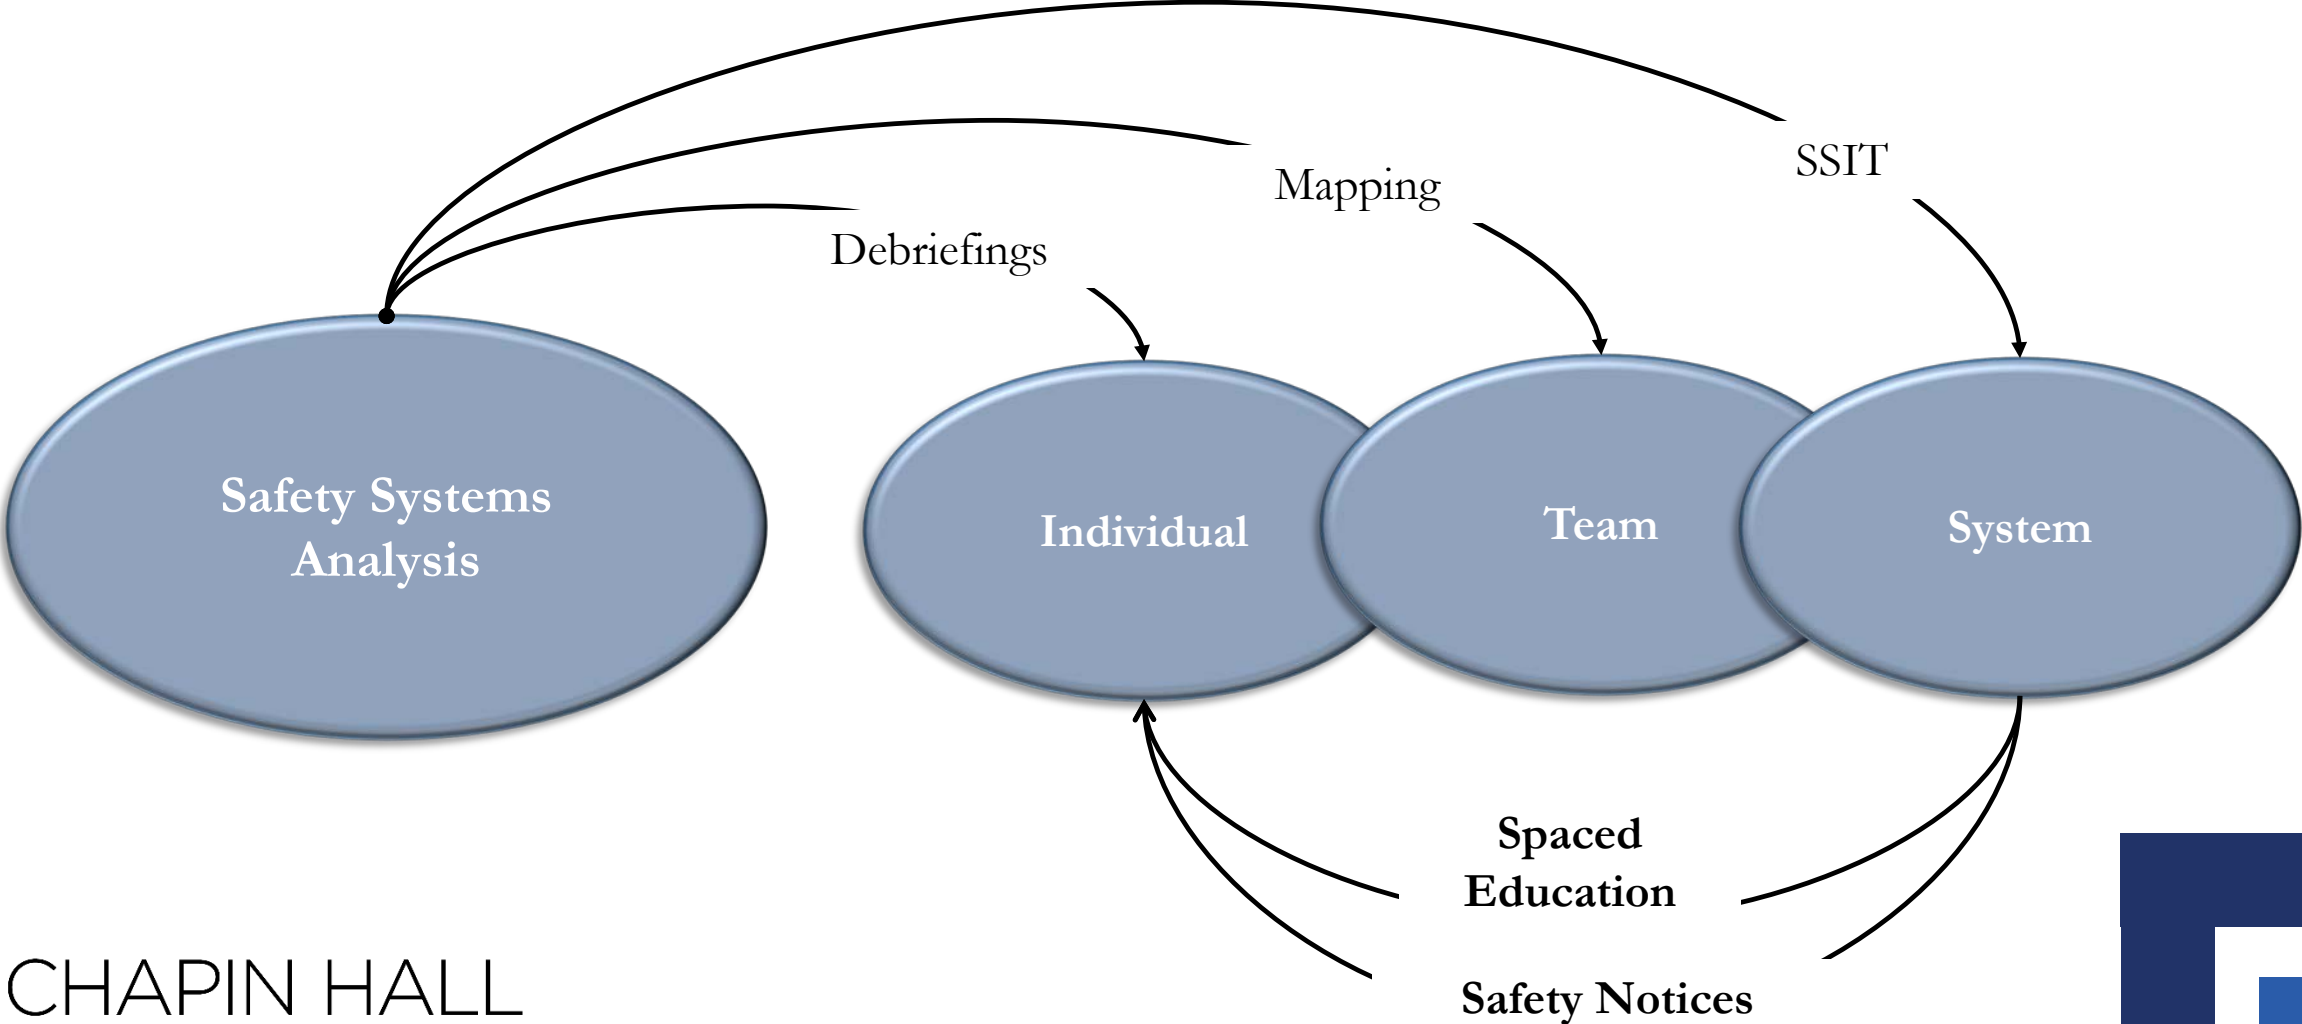 SSIT
Mapping
Debriefings
Safety Systems
Analysis
Individual
Team
System
Spaced
Education
Safety Notices
CHAPIN HALL